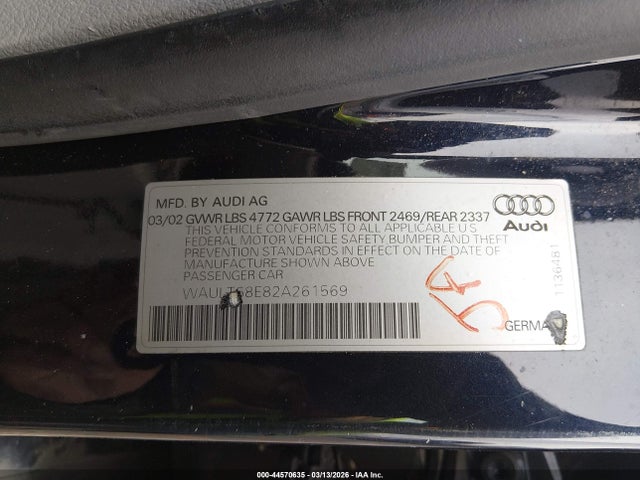 MFD. BY AUDI AG
03/02 GVWR LBS 4772 GAWR LBS FRONT 2469/REAR 2337
THIS VEHICLE CONFORMS TO ALL APPLICABLE U S
FEDERAL MOTOR VEHICLE SAFETY BUMPER AND THEFT
PREVENTION STANDARDS IN EFFECT ON THE DATE OF
MANUFACTURE SHOWN ABOVE
PASSENGER CAR
Audi
1136481
GERMA
000-44570635 - 03/13/2026 - IAA Inc.